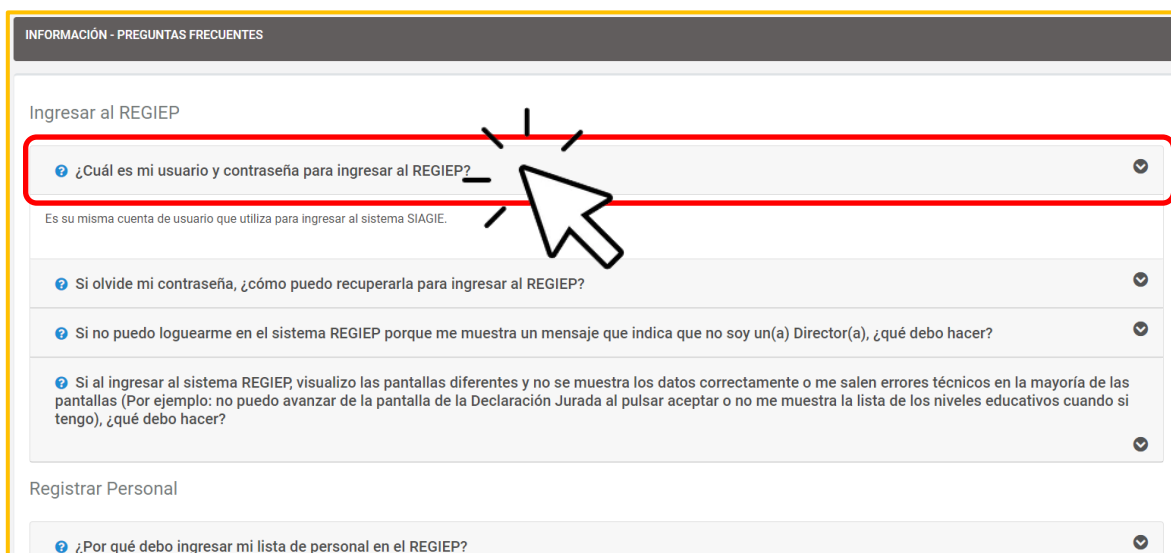 INFORMACIÓN - PREGUNTAS FRECUENTES
Ingresar al REGIEP
¿Cuál es mi usuario y contraseña para ingresar al REGIEP?
Es su misma cuenta de usuario que utiliza para ingresar al sistema SIAGIE.
Si olvide mi contraseña, ¿cómo puedo recuperarla para ingresar al REGIEP?
Si no puedo loguearme en el sistema REGIEP porque me muestra un mensaje que indica que no soy un(a) Director(a), ¿qué debo hacer?
Si al ingresar al sistema REGIEP, visualizo las pantallas diferentes y no se muestra los datos correctamente o me salen errores técnicos en la mayoría de las
pantallas (Por ejemplo: no puedo avanzar de la pantalla de la Declaración Jurada al pulsar aceptar o no me muestra la lista de los niveles educativos cuando si
tengo), ¿qué debo hacer?
Registrar Personal
¿Por qué debo ingresar mi lista de personal en el REGIEP?